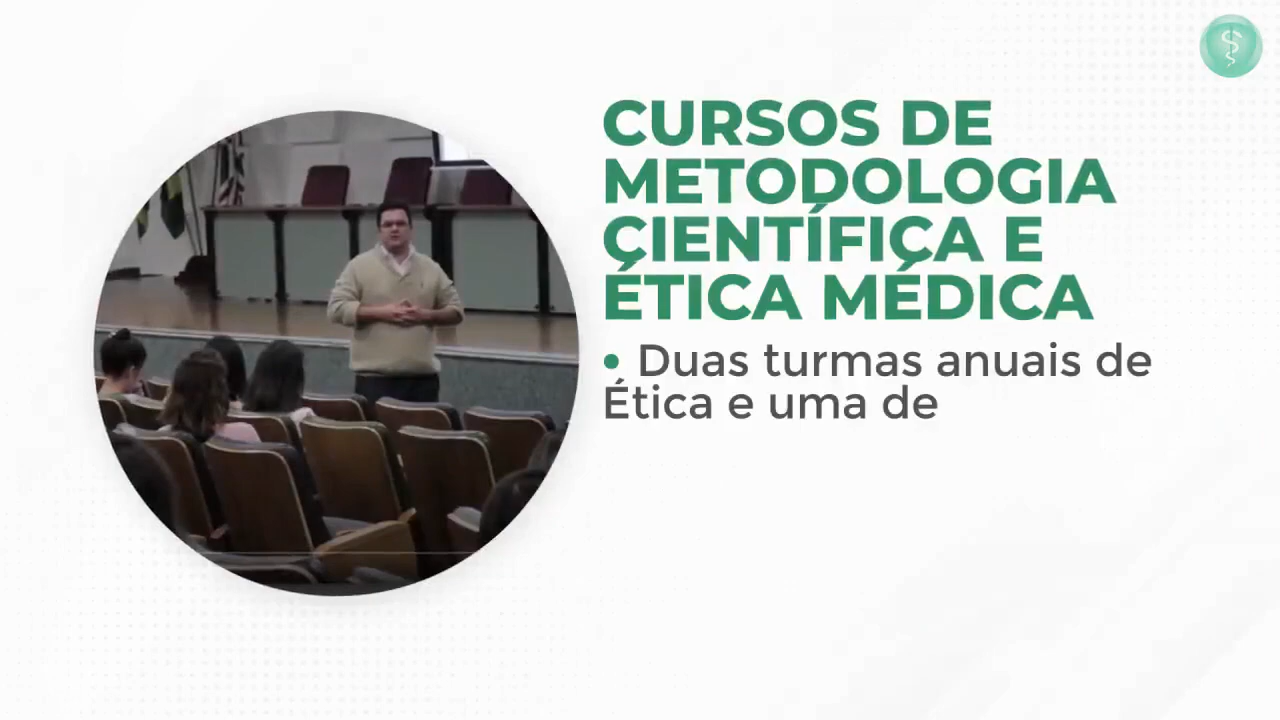 CURSOS DE
METODOLOGIA
CIENTÍFICA E
ÉTICA MÉDICA
• Duas turmas anuais de
Ética e uma de